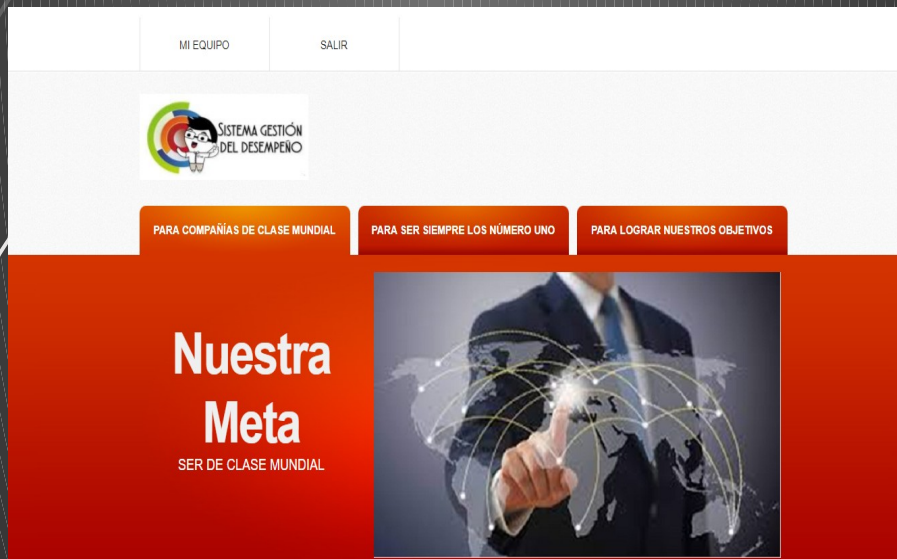 MI EQUIPO
SALIR
SISTEMA GESTIÓN
DEL DESEMPEÑO
PARA COMPAÑÍAS DE CLASE MUNDIAL
PARA SER SIEMPRE LOS NÚMERO UNO
PARA LOGRAR NUESTROS OBJETIVOS
Nuestra
Meta
SER DE CLASE MUNDIAL